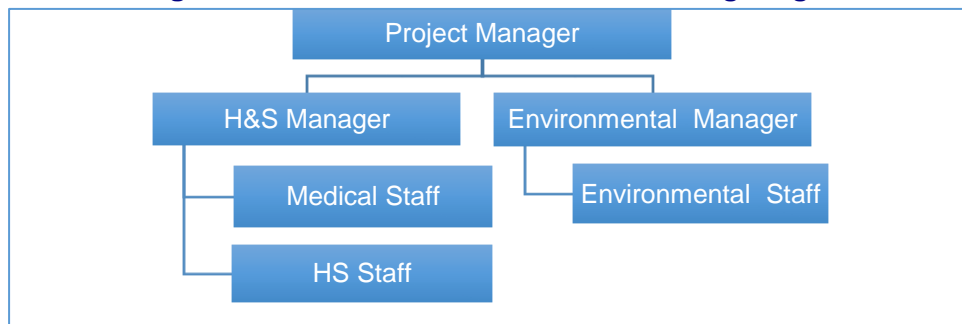 Project Manager
H&S Manager
Environmental Manager
Medical Staff
Environmental Staff
HS Staff